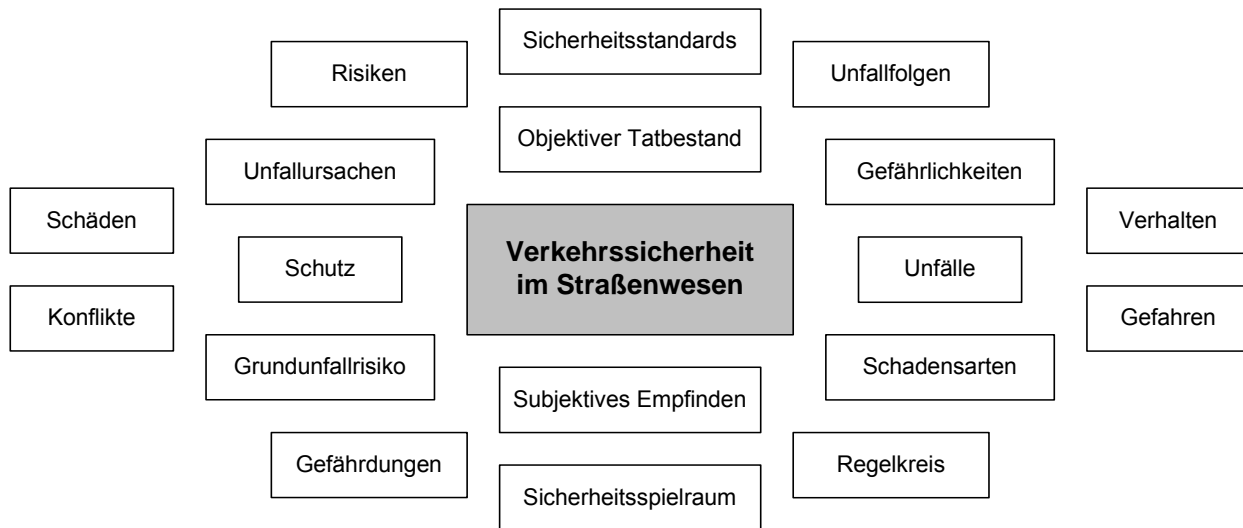 Sicherheitsstandards
Risiken
Unfallfolgen
Objektiver Tatbestand
Unfallursachen
Gefährlichkeiten
Schäden
Verhalten
Verkehrssicherheit
im Straßenwesen
Schutz
Unfälle
Konflikte
Gefahren
Grundunfallrisiko
Schadensarten
Subjektives Empfinden
Gefährdungen
Regelkreis
Sicherheitsspielraum